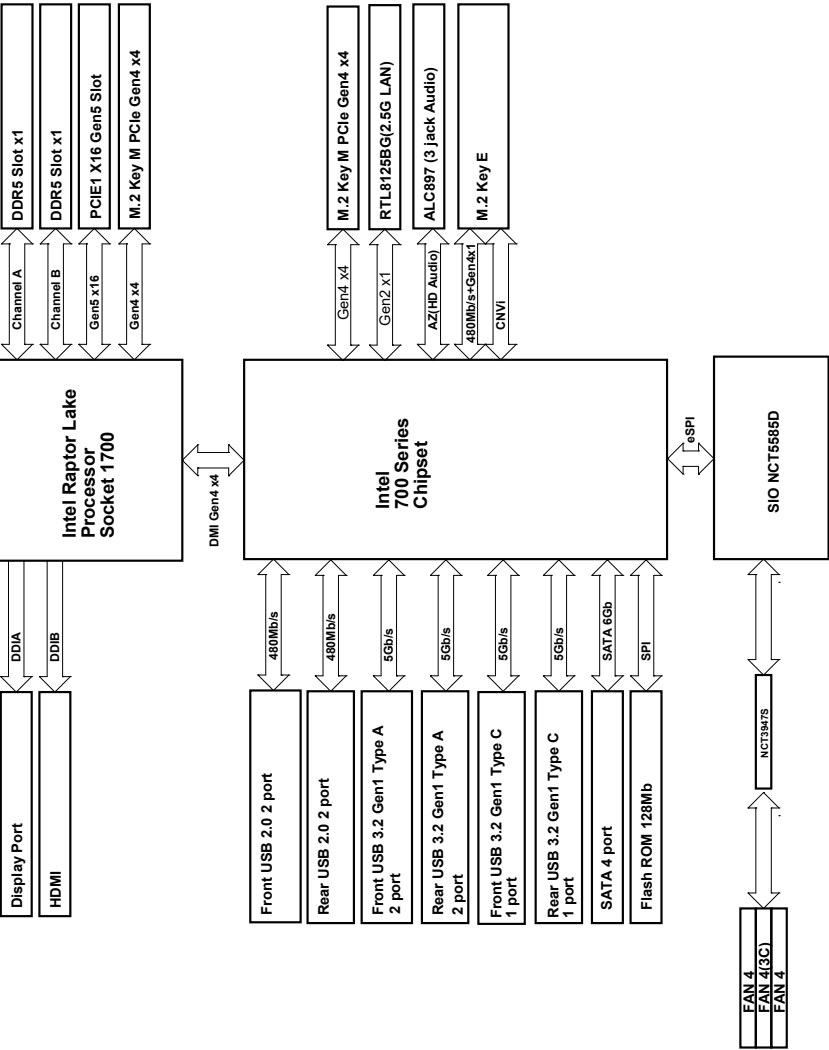 DDR5 Slot x1
DDR5 Slot x1
PCIE1 X16 Gen5 Slot
M.2 Key M PCIe Gen4 x4
Channel A
Channel B
Gen5 x16
Gen4 x4
Intel Raptor Lake
Processor
Socket 1700
DDIA
DDIB
Display Port
HDMI
DMI Gen4 x4
M.2 Key M PCIe Gen4 x4
RTL8125BG(2.5G LAN)
ALC897 (3 jack Audio)
M.2 Key E
Gen4 x4
Gen2 x1
AZ(HD Audio)
480Mb/s+Gen4x1
CNVi
Intel
700 Series
Chipset
480Mb/s
480Mb/s
5Gb/s
5Gb/s
5Gb/s
5Gb/s
SATA 6Gb
SPI
Front USB 2.0 2 port
Rear USB 2.0 2 port
Front USB 3.2 Gen1 Type A
2 port
Rear USB 3.2 Gen1 Type A
2 port
Front USB 3.2 Gen1 Type C
1 port
Rear USB 3.2 Gen1 Type C
1 port
SATA 4 port
Flash ROM 128Mb
eSPI
SIO NCT5585D
NCT3947S
FAN 4
FAN 4(3C)
FAN 4